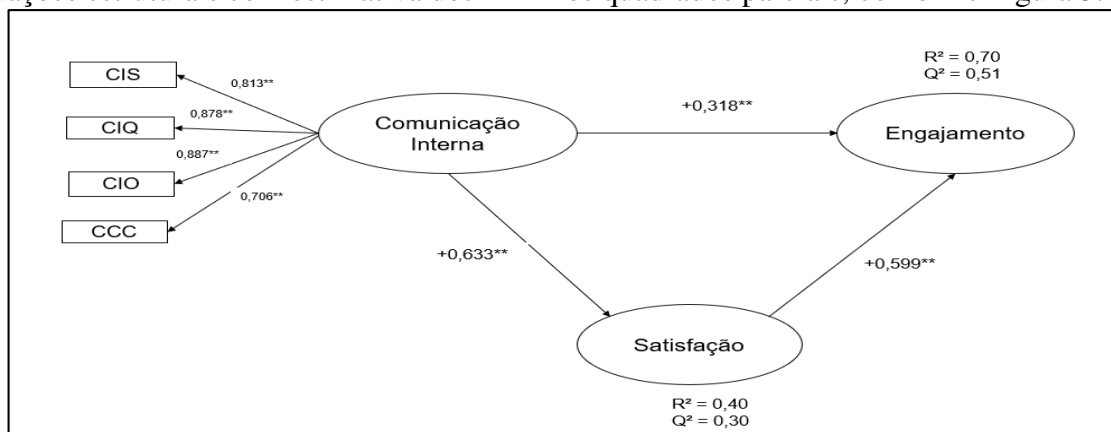 R² = 0,70
Q² = 0,51
CIS
0,813**
+0,318**
CIQ
0,878**
Comunicação
Interna
Engajamento
0,887**
CIO
0,706**
CCC
+0,633**
+0,599**
Satisfação
R² = 0,40
Q² = 0,30